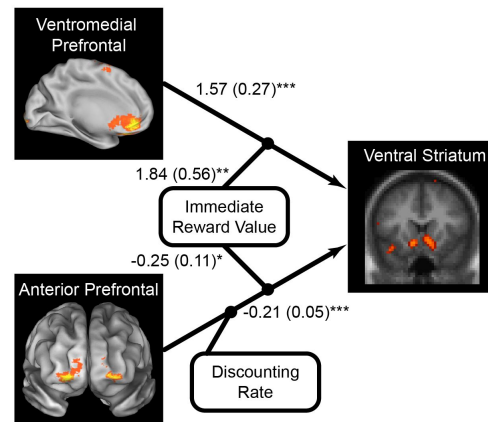 Ventromedial
Prefrontal
1.57 (0.27)***
Ventral Striatum
1.84 (0.56)**
Immediate
Reward Value
-0.25 (0.11)*
Anterior Prefrontal
-0.21 (0.05)***
Discounting
Rate